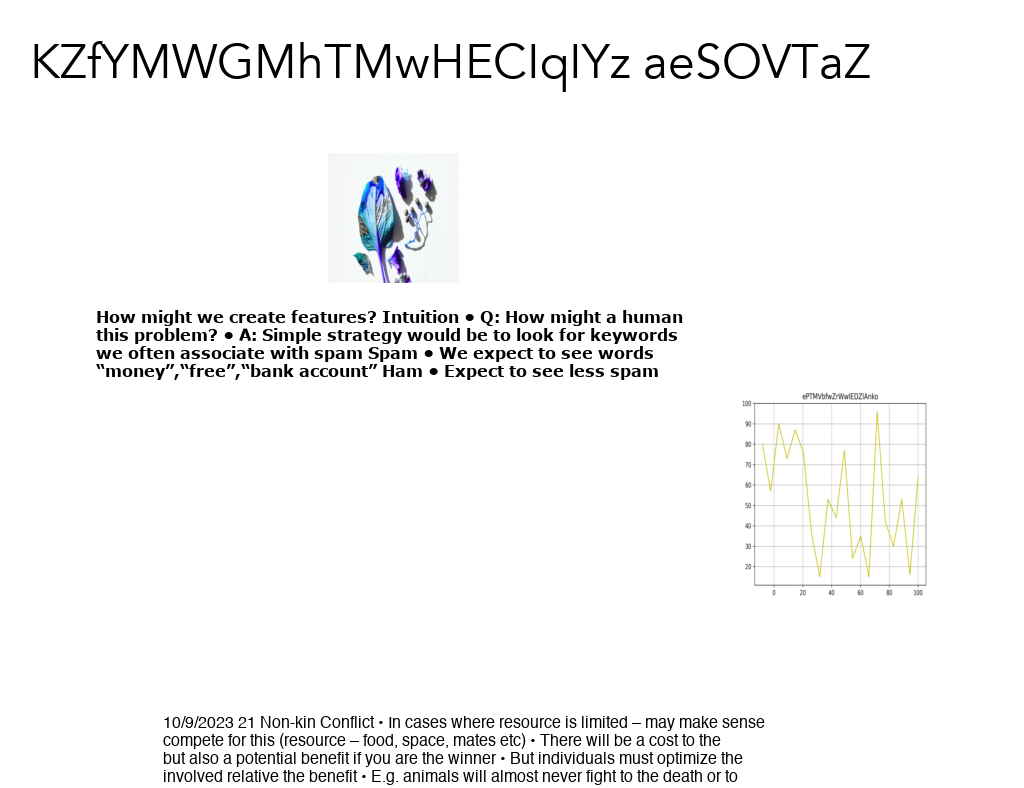 KZfYMWGMhTMwHECIqIYz aeSOVTaZ
How might we create features? Intuition • Q: How might a human
this problem? • A: Simple strategy would be to look for keywords
we often associate with spam Spam • We expect to see words
“money”,“free”,“bank account” Ham • Expect to see less spam
ePTMVbfwZrWwIEDZIAnko
100
90
80
70
60
50
40
30
20
0 20 40 60 80 100
10/9/2023 21 Non-kin Conflict • In cases where resource is limited – may make sense
compete for this (resource – food, space, mates etc) • There will be a cost to the
but also a potential benefit if you are the winner • But individuals must optimize the
involved relative the benefit • E.g. animals will almost never fight to the death or to